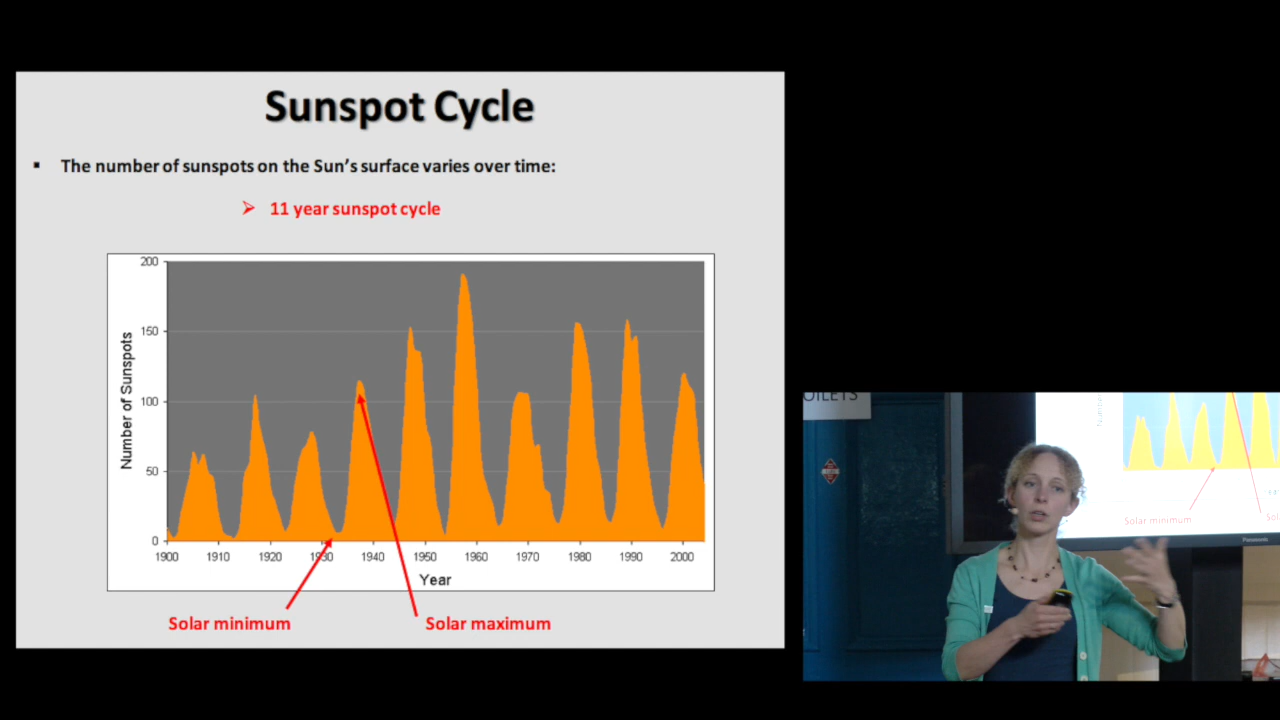 Sunspot Cycle
▪ The number of sunspots on the Sun's surface varies over time:
➢ 11 year sunspot cycle
200
150
100
50
0
Number of Sunspots
1900 1910 1920 1930 1940 1950 1960 1970 1980 1990 2000
Year
Solar minimum
Solar maximum
OILETS
Solar minimum
Panasonic